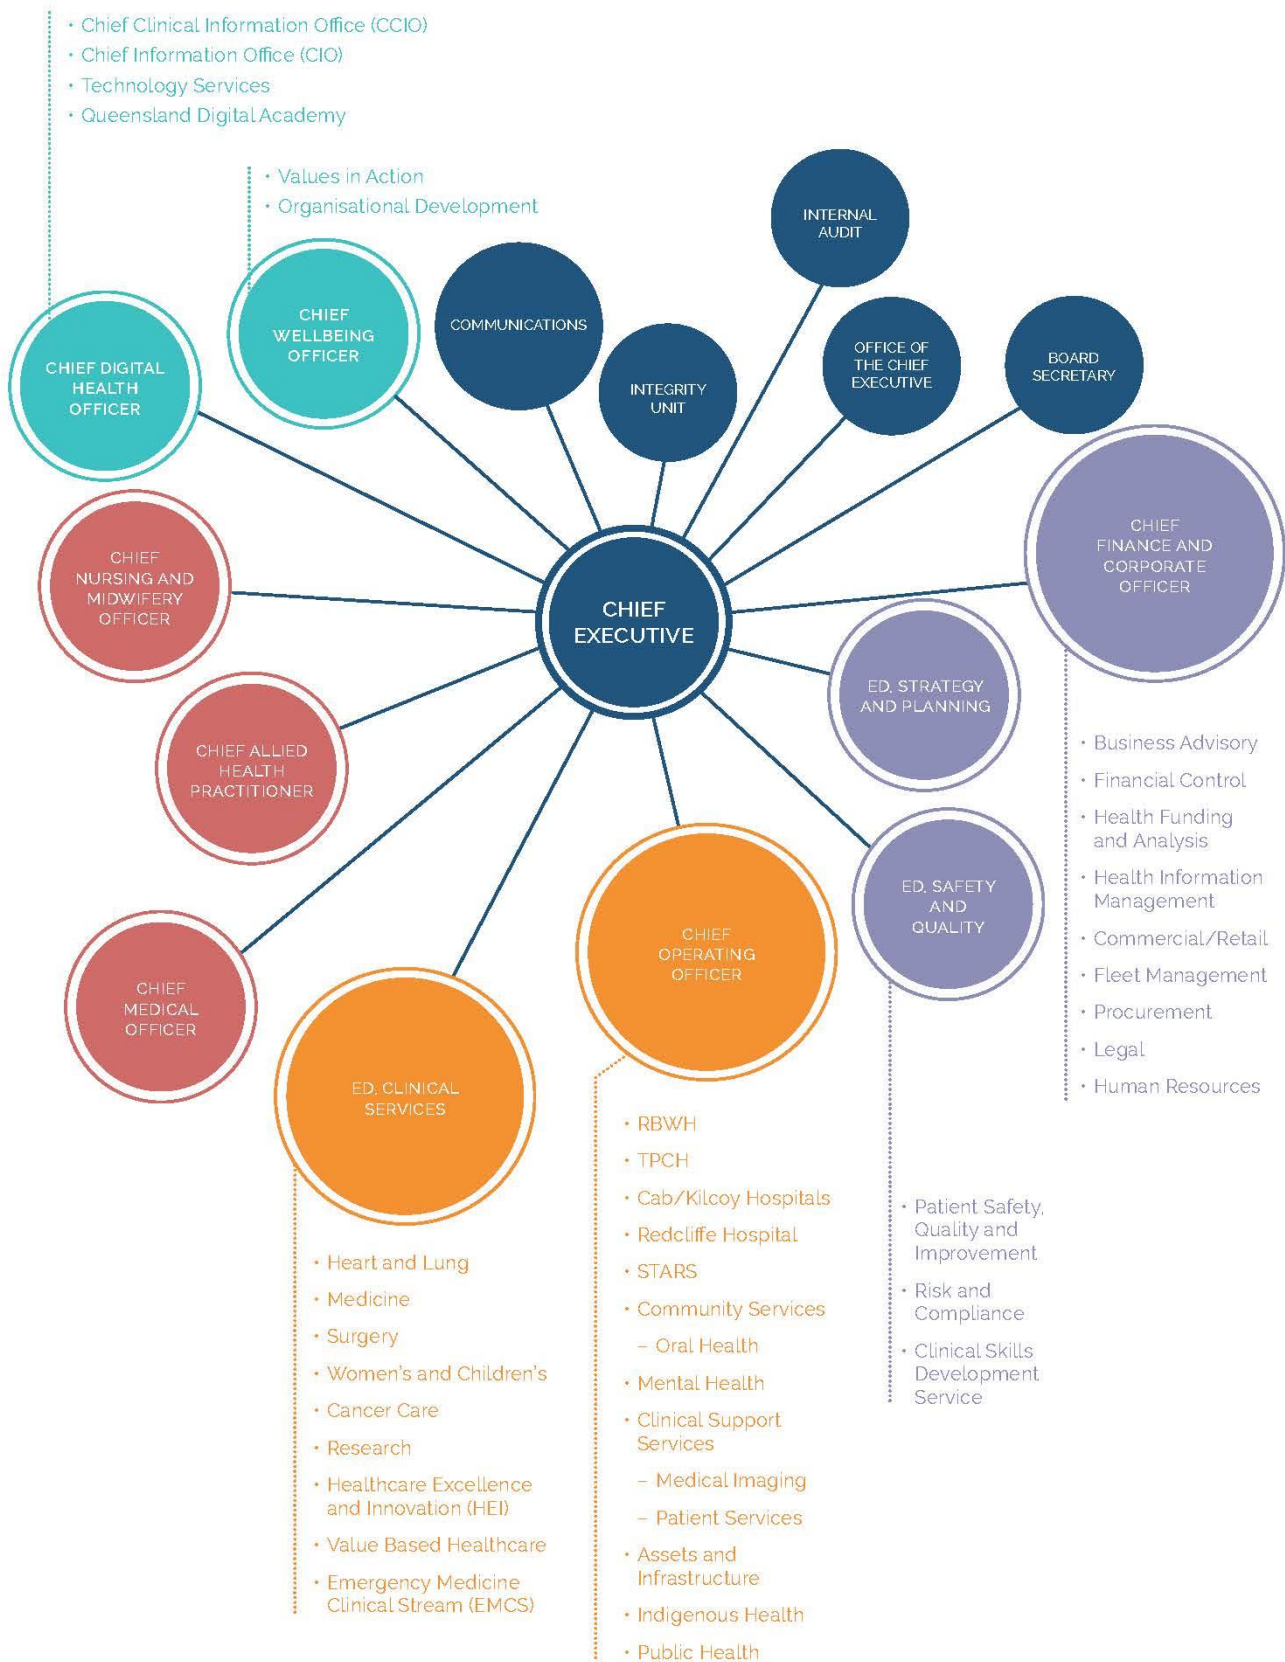 • Chief Clinical Information Office (CCIO)
• Chief Information Office (CIO)
• Technology Services
• Queensland Digital Academy
• Values in Action
• Organisational Development
INTERNAL
AUDIT
CHIEF
WELLBEING
OFFICER
COMMUNICATIONS
CHIEF DIGITAL
HEALTH
OFFICER
INTEGRITY
UNIT
OFFICE OF
THE CHIEF
EXECUTIVE
BOARD
SECRETARY
CHIEF
FINANCE AND
CORPORATE
OFFICER
CHIEF
NURSING AND
MIDWIFERY
OFFICER
CHIEF
EXECUTIVE
ED, STRATEGY
AND PLANNING
CHIEF ALLIED
HEALTH
PRACTITIONER
• Business Advisory
• Financial Control
• Health Funding
and Analysis
• Health Information
Management
• Commercial/Retail
• Fleet Management
• Procurement
• Legal
• Human Resources
ED, SAFETY
AND
QUALITY
CHIEF
OPERATING
OFFICER
CHIEF
MEDICAL
OFFICER
ED, CLINICAL
SERVICES
• Heart and Lung
• Medicine
• Surgery
• Women's and Children's
• Cancer Care
• Research
• Healthcare Excellence
and Innovation (HEI)
• Value Based Healthcare
• Emergency Medicine
Clinical Stream (EMCS)
• RBWH
• TPCH
• Cab/Kilcoy Hospitals
• Redcliffe Hospital
• STARS
• Community Services
– Oral Health
• Mental Health
• Clinical Support
Services
– Medical Imaging
– Patient Services
• Assets and
Infrastructure
• Indigenous Health
• Public Health
• Patient Safety,
Quality and
Improvement
• Risk and
Compliance
• Clinical Skills
Development
Service